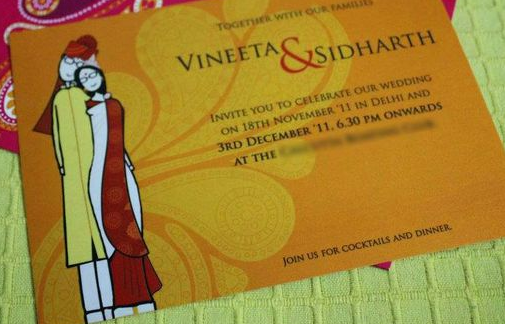 Together with our families
Vineeta & Sidharth
Invite you to celebrate our wedding
on 18th November '11 in Delhi and
3rd December '11, 6.30 pm onwards
at the
Join us for cocktails and dinner.